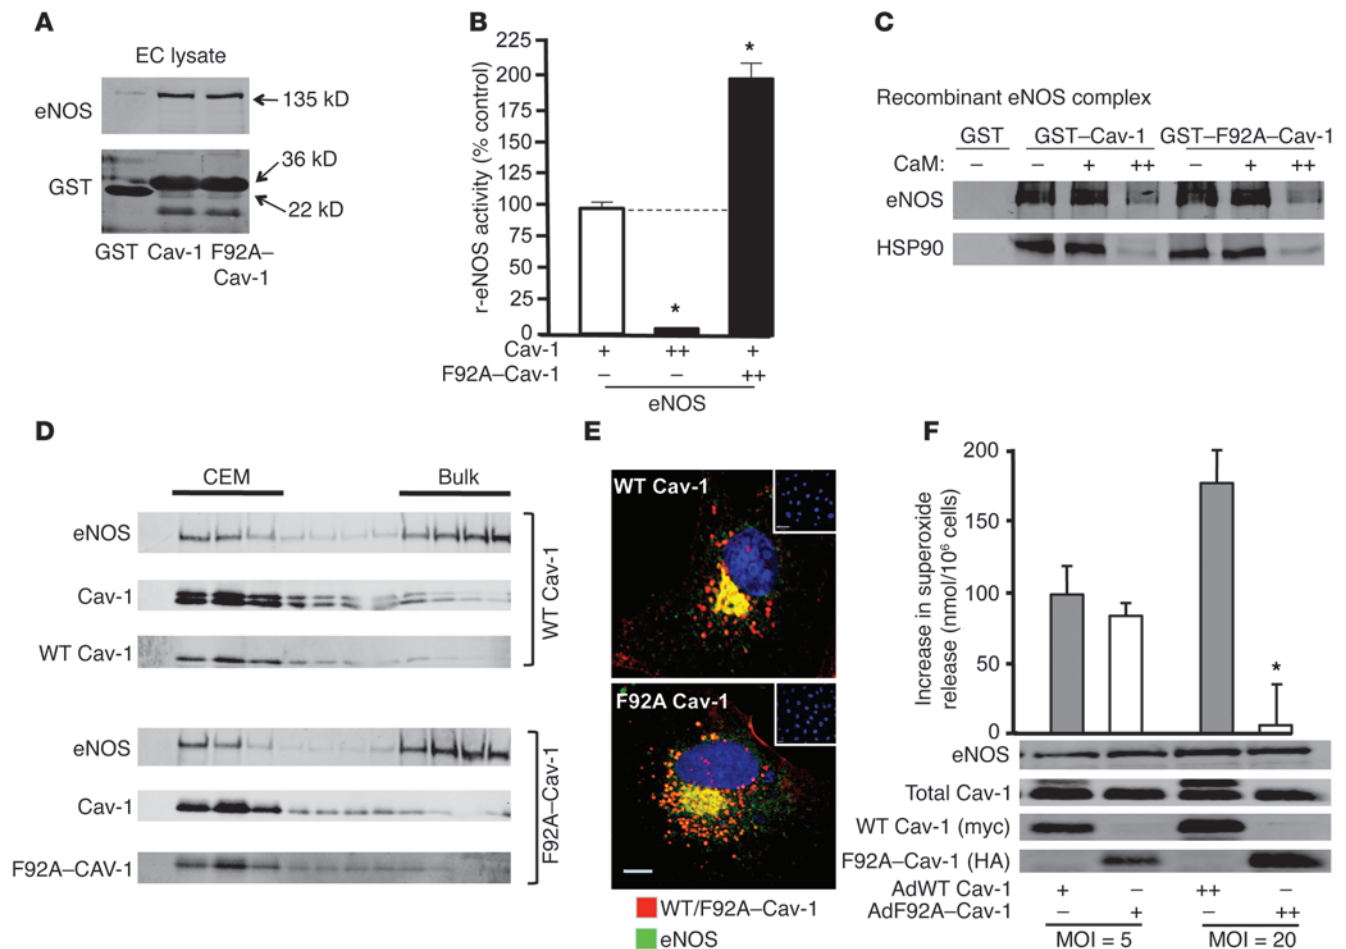 A
EC lysate
eNOS
135 kD
GST
36 kD
22 kD
GST Cav-1 F92A–
Cav-1
B
r-eNOS activity (% control)
225
200
175
150
125
100
75
50
25
0
*
*
Cav-1 + ++ +
F92A–Cav-1 – – ++
eNOS
C
Recombinant eNOS complex
GST GST–Cav-1 GST–F92A–Cav-1
CaM: – – + ++ – + ++
eNOS
HSP90
D
CEM Bulk
eNOS
Cav-1
WT Cav-1
WT Cav-1
eNOS
Cav-1
F92A–CAV-1
F92A–Cav-1
E
WT Cav-1
F92A Cav-1
WT/F92A–Cav-1
eNOS
F
Increase in superoxide
release (nmol/10⁶ cells)
200
150
100
50
0
*
eNOS
Total Cav-1
WT Cav-1 (myc)
F92A–Cav-1 (HA)
AdWT Cav-1 + – ++ –
AdF92A–Cav-1 – + – ++
MOI = 5 MOI = 20